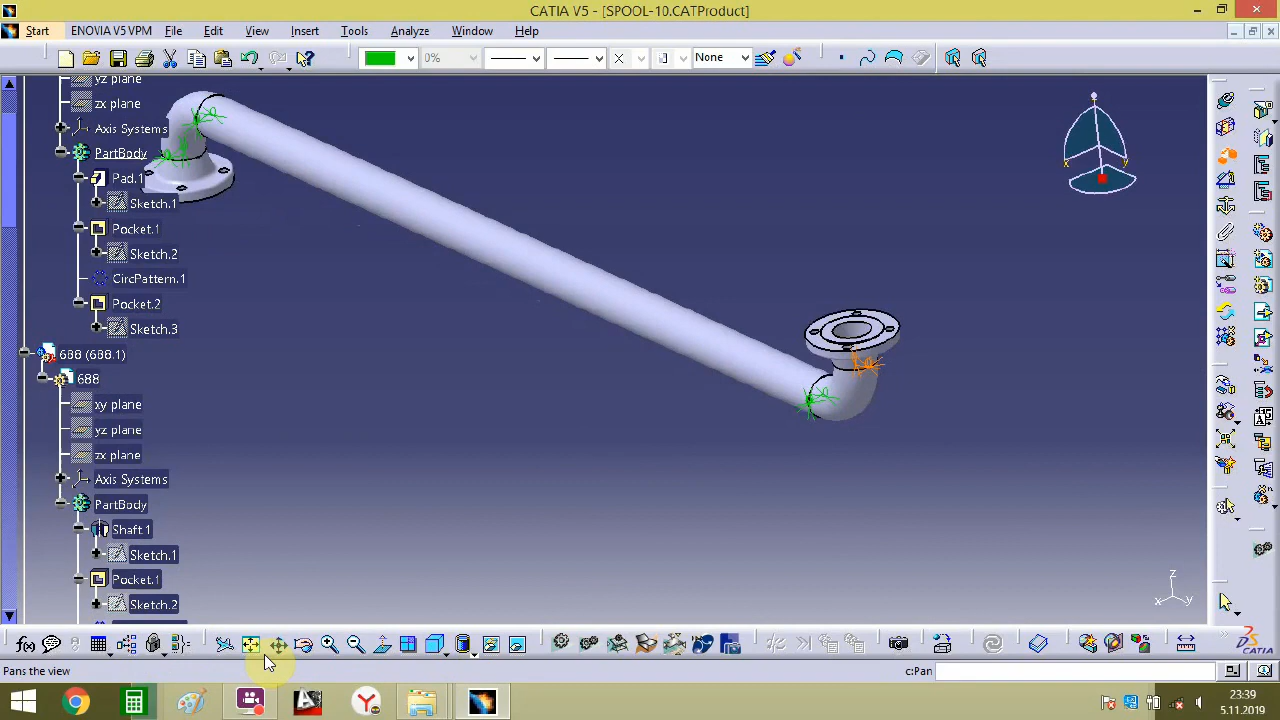 CATIA V5 - [SPOOL-10.CATProduct]
Start ENOVIA V5 VPM File Edit View Insert Tools Analyze Window Help
0% None
yz plane
zx plane
Axis Systems
PartBody
Pad.1
Sketch.1
Pocket.1
Sketch.2
CircPattern.1
Pocket.2
Sketch.3
688 (688.1)
688
xy plane
yz plane
zx plane
Axis Systems
PartBody
Shaft.1
Sketch.1
Pocket.1
Sketch.2
z
x y
CATIA
Pans the view c:Pan
23:39
5.11.2019